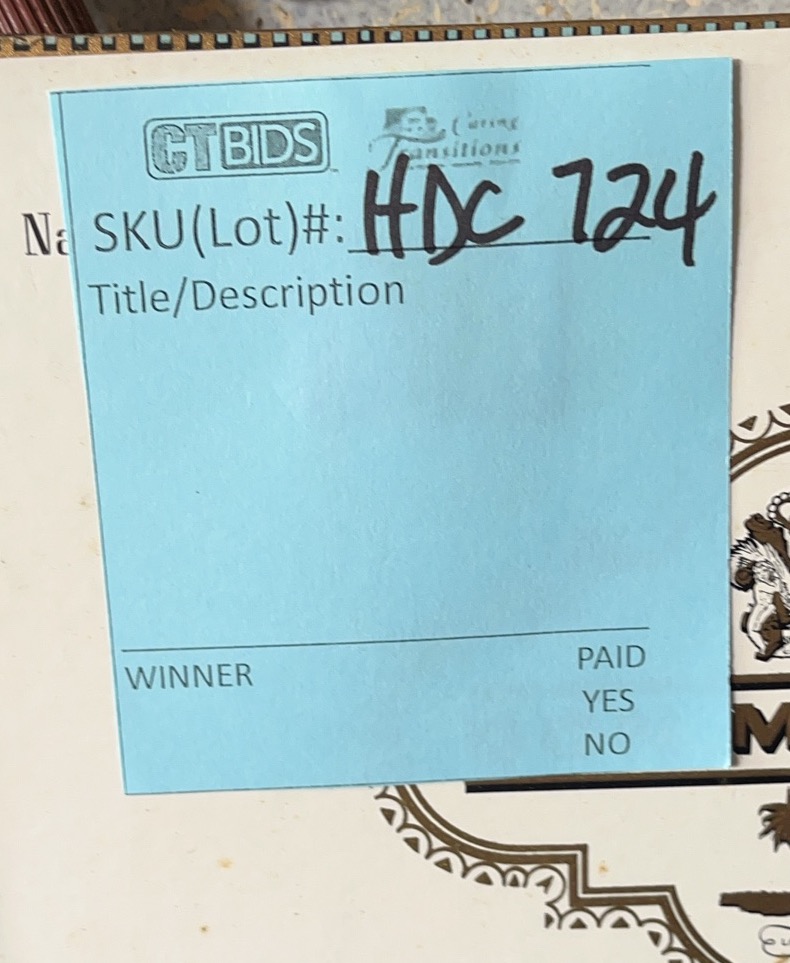 CTBIDS
Caring
Transitions
Na
SKU(Lot)#: HDC 724
Title/Description
WINNER
PAID
YES
NO
M